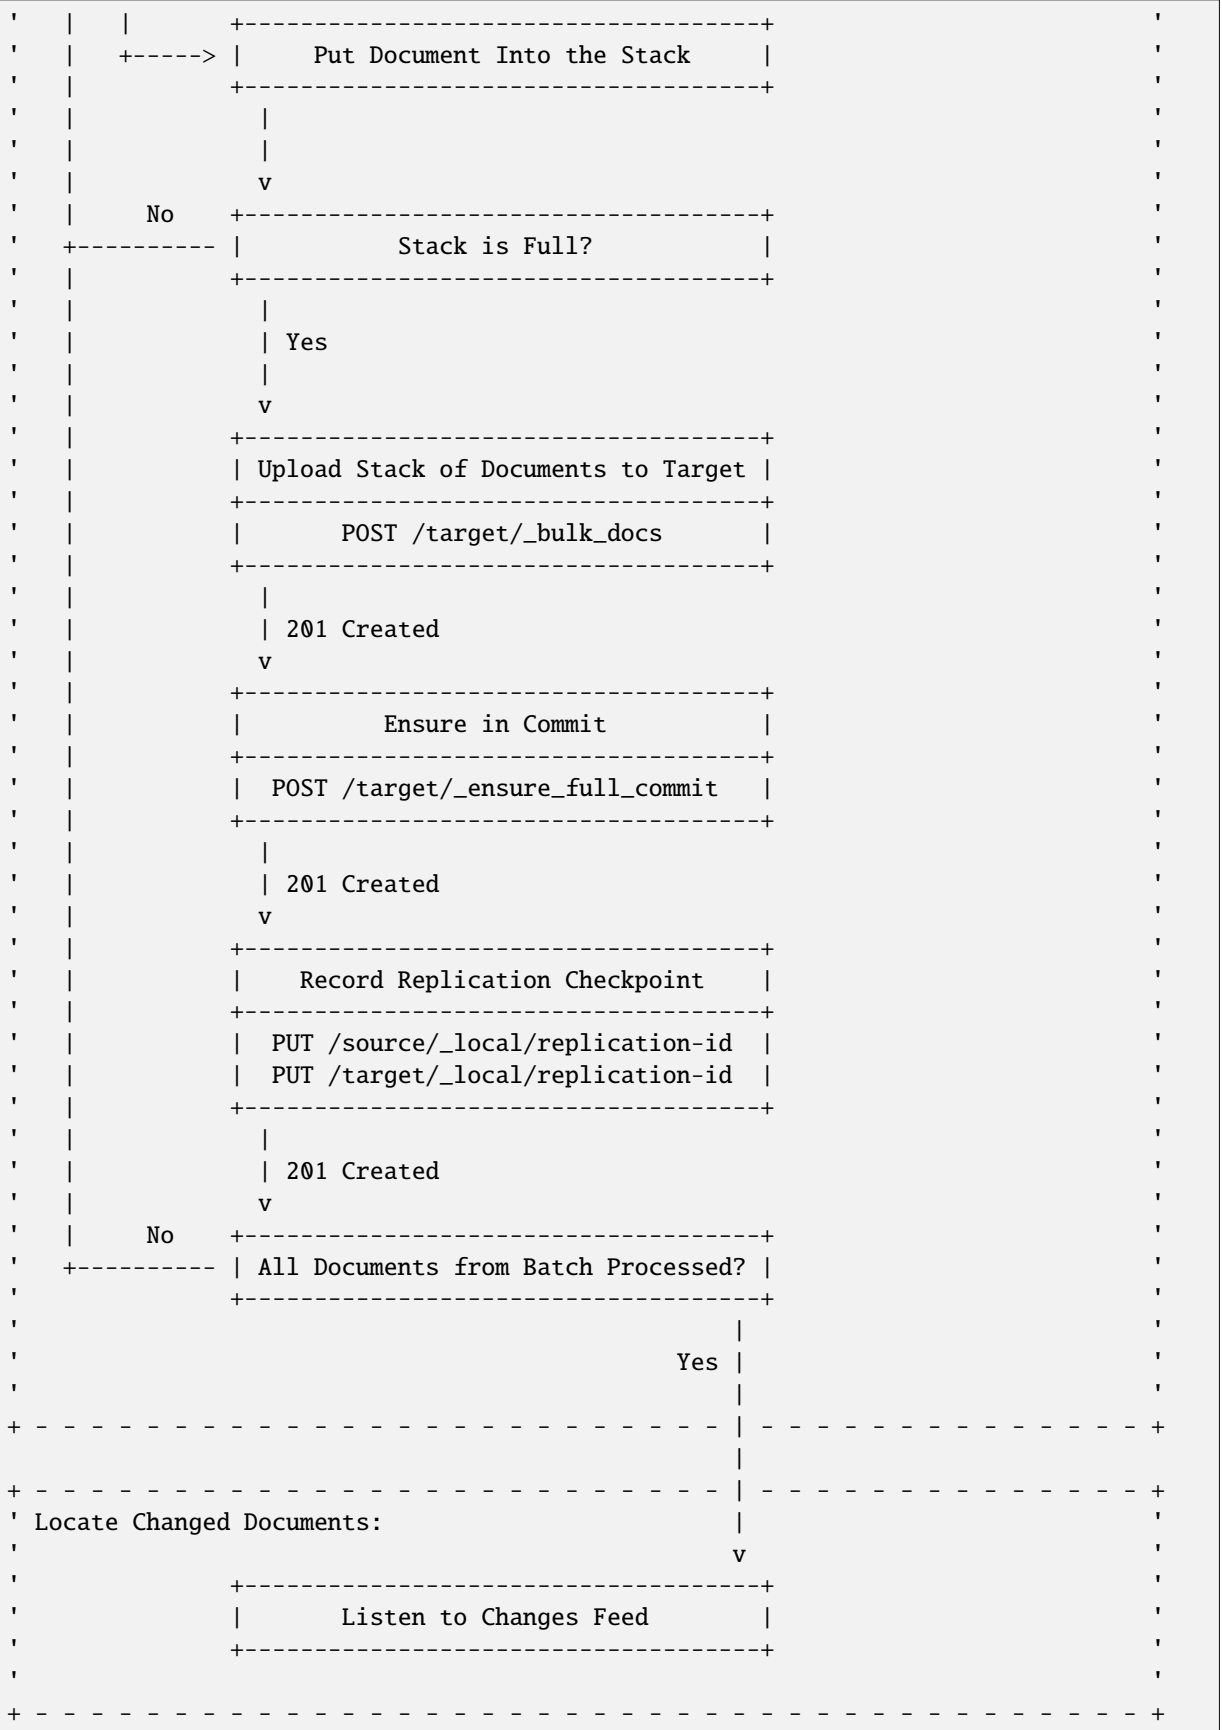 '   |   |       +-------------------------------------+                           '
'   |   +-----> |     Put Document Into the Stack     |                           '
'   |           +-------------------------------------+                           '
'   |             |                                                               '
'   |             |                                                               '
'   |             v                                                               '
'   |     No    +-------------------------------------+                           '
'   +---------- |           Stack is Full?            |                           '
'   |           +-------------------------------------+                           '
'   |             |                                                               '
'   |             | Yes                                                           '
'   |             |                                                               '
'   |             v                                                               '
'   |           +-------------------------------------+                           '
'   |           | Upload Stack of Documents to Target |                           '
'   |           +-------------------------------------+                           '
'   |           |       POST /target/_bulk_docs       |                           '
'   |           +-------------------------------------+                           '
'   |             |                                                               '
'   |             | 201 Created                                                   '
'   |             v                                                               '
'   |           +-------------------------------------+                           '
'   |           |          Ensure in Commit           |                           '
'   |           +-------------------------------------+                           '
'   |           |  POST /target/_ensure_full_commit   |                           '
'   |           +-------------------------------------+                           '
'   |             |                                                               '
'   |             | 201 Created                                                   '
'   |             v                                                               '
'   |           +-------------------------------------+                           '
'   |           |    Record Replication Checkpoint    |                           '
'   |           +-------------------------------------+                           '
'   |           |  PUT /source/_local/replication-id  |                           '
'   |           |  PUT /target/_local/replication-id  |                           '
'   |           +-------------------------------------+                           '
'   |             |                                                               '
'   |             | 201 Created                                                   '
'   |             v                                                               '
'   |     No    +-------------------------------------+                           '
'   +---------- | All Documents from Batch Processed? |                           '
'               +-------------------------------------+                           '
'                                                   |                             '
'                                               Yes |                             '
'                                                   |                             '
+ - - - - - - - - - - - - - - - - - - - - - - - - - | - - - - - - - - - - - - - - +
                                                    |
+ - - - - - - - - - - - - - - - - - - - - - - - - - | - - - - - - - - - - - - - - +
' Locate Changed Documents:                         |                             '
'                                                   v                             '
'               +-------------------------------------+                           '
'               |       Listen to Changes Feed        |                           '
'               +-------------------------------------+                           '
'                                                                                 '
+ - - - - - - - - - - - - - - - - - - - - - - - - - - - - - - - - - - - - - - - - +